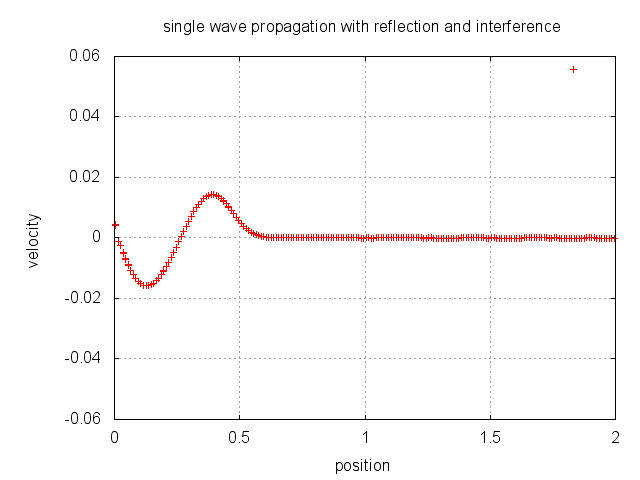 single wave propagation with reflection and interference
0.06
0.04
0.02
0
-0.02
-0.04
-0.06
velocity
0 0.5 1 1.5 2
position